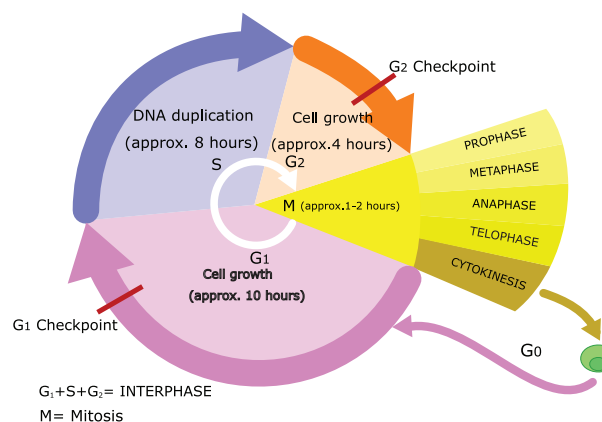 G2 Checkpoint
DNA duplication
(approx. 8 hours)
Cell growth
(approx.4 hours)
S
G2
M (approx.1-2 hours)
G1
Cell growth
(approx. 10 hours)
PROPHASE
METAPHASE
ANAPHASE
TELOPHASE
CYTOKINESIS
G1 Checkpoint
G0
G1+S+G2= INTERPHASE
M= Mitosis